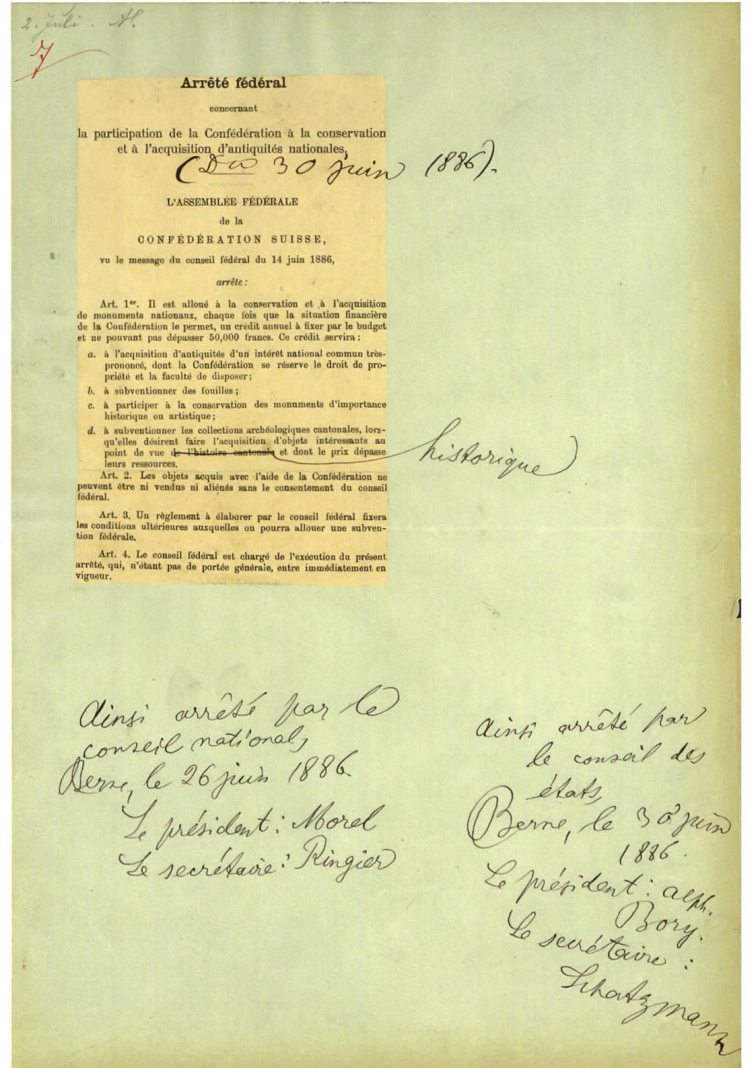 2. Juli. Al.
7
Arrêté fédéral
concernant
la participation de la Confédération à la conservation
et à l'acquisition d'antiquités nationales,
(Du 30 juin 1886).
L'ASSEMBLÉE FÉDÉRALE
de la
CONFÉDÉRATION SUISSE,
vu le message du conseil fédéral du 14 juin 1886,
arrête:
Art. 1er. Il est alloué à la conservation et à l'acquisition
de monuments nationaux, chaque fois que la situation financière
de la Confédération le permet, un crédit annuel à fixer par le budget
et ne pouvant pas dépasser 50,000 francs. Ce crédit servira:
a. à l'acquisition d'antiquités d'un intérêt national commun très-
prononcé, dont la Confédération se réserve le droit de pro-
priété et la faculté de disposer;
b. à subventionner des fouilles;
c. à participer à la conservation des monuments d'importance
historique ou artistique;
d. à subventionner les collections archéologiques cantonales, lors-
qu'elles désirent faire l'acquisition d'objets intéressants au
point de vue de l'histoire cantonale et dont le prix dépasse
historique
leurs ressources.
Art. 2. Les objets acquis avec l'aide de la Confédération ne
peuvent être ni vendus ni aliénés sans le consentement du conseil
fédéral.
Art. 3. Un règlement à élaborer par le conseil fédéral fixera
les conditions ultérieures auxquelles on pourra allouer une subven-
tion fédérale.
Art. 4. Le conseil fédéral est chargé de l'exécution du présent
arrêté, qui, n'étant pas de portée générale, entre immédiatement en
vigueur.
Ainsi arrêté par le
conseil national,
Berne, le 26 juin 1886.
Le président: Morel
Le secrétaire: Ringier
Ainsi arrêté par
le conseil des
états,
Berne, le 30 juin
1886.
Le président: Alph.
Bory.
Le secrétaire:
Schatzmann